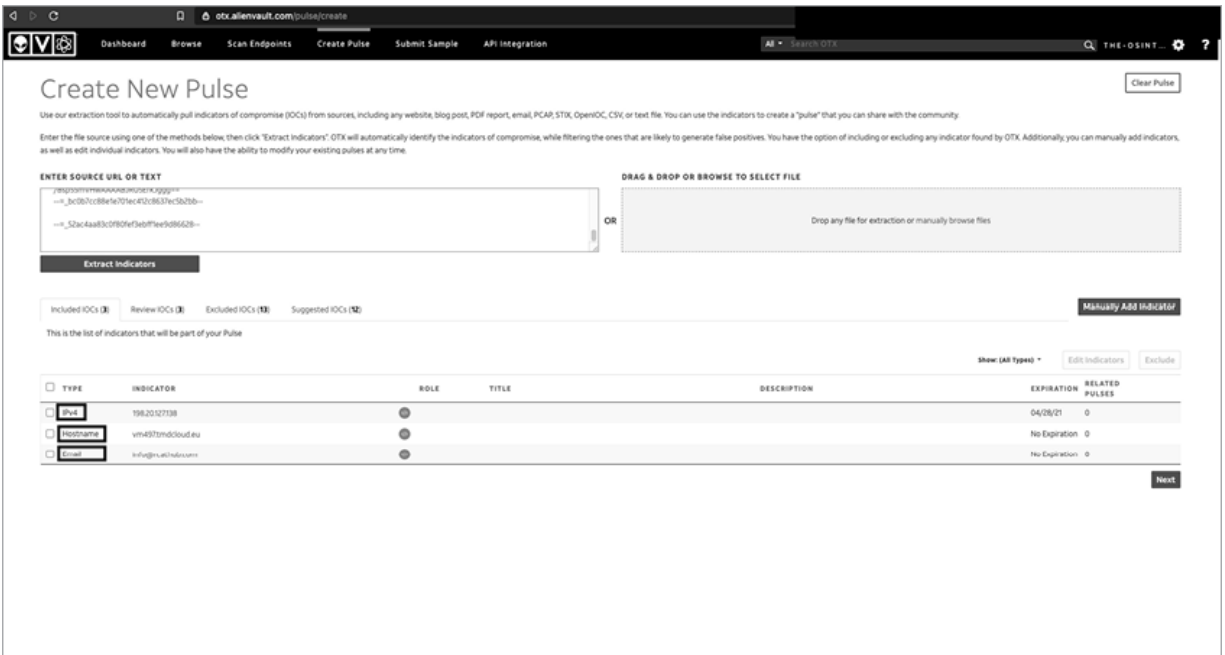 otx.alienvault.com/pulse/create
V
Dashboard Browse Scan Endpoints Create Pulse Submit Sample API Integration All Search OTX THE-OSINT... ?
Create New Pulse
Clear Pulse
Use our extraction tool to automatically pull indicators of compromise (IOCs) from sources, including any website, blog post, PDF report, email, PCAP, STIX, OpenIOC, CSV, or text file. You can use the indicators to create a "pulse" that you can share with the community.
Enter the file source using one of the methods below, then click "Extract Indicators". OTX will automatically identify the indicators of compromise, while filtering the ones that are likely to generate false positives. You have the option of including or excluding any indicator found by OTX. Additionally, you can manually add indicators,
as well as edit individual indicators. You will also have the ability to modify your existing pulses at any time.
ENTER SOURCE URL OR TEXT
DRAG & DROP OR BROWSE TO SELECT FILE
--=_bc0b7cc88e1e701ec412c8637ec5b2bb--
--=_52ac4aa83c0f80fef3ebff1ee9d86628--
OR
Drop any file for extraction or manually browse files
Extract Indicators
Included IOCs (3) Review IOCs (3) Excluded IOCs (13) Suggested IOCs (12)
Manually Add Indicator
This is the list of indicators that will be part of your Pulse
Show: (All Types) Edit Indicators Exclude
TYPE INDICATOR ROLE TITLE DESCRIPTION EXPIRATION RELATED PULSES
IPv4 198.20.127.138 04/28/21 0
Hostname vm497.tmdcloud.eu No Expiration 0
Email No Expiration 0
Next